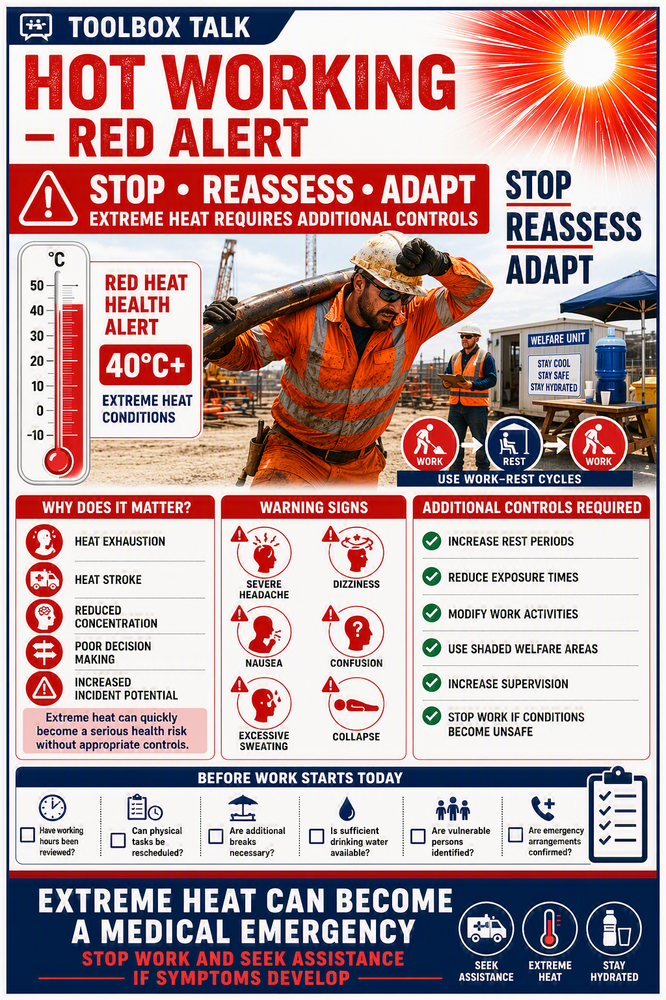 TOOLBOX TALK
HOT WORKING
– RED ALERT
STOP • REASSESS • ADAPT
EXTREME HEAT REQUIRES ADDITIONAL CONTROLS
STOP
REASSESS
ADAPT
°C
50
40
30
20
10
0
-10
RED HEAT
HEALTH
ALERT
40°C+
EXTREME HEAT
CONDITIONS
WELFARE UNIT
STAY COOL
STAY SAFE
STAY HYDRATED
WORK
REST
WORK
USE WORK–REST CYCLES
WHY DOES IT MATTER?
HEAT EXHAUSTION
HEAT STROKE
REDUCED
CONCENTRATION
POOR DECISION
MAKING
INCREASED
INCIDENT POTENTIAL
Extreme heat can quickly
become a serious health risk
without appropriate controls.
WARNING SIGNS
SEVERE
HEADACHE
DIZZINESS
NAUSEA
CONFUSION
EXCESSIVE
SWEATING
COLLAPSE
ADDITIONAL CONTROLS REQUIRED
INCREASE REST PERIODS
REDUCE EXPOSURE TIMES
MODIFY WORK ACTIVITIES
USE SHADED WELFARE AREAS
INCREASE SUPERVISION
STOP WORK IF CONDITIONS
BECOME UNSAFE
BEFORE WORK STARTS TODAY
Have working
hours been
reviewed?
Can physical
tasks be
rescheduled?
Are additional
breaks
necessary?
Is sufficient
drinking water
available?
Are vulnerable
persons
identified?
Are emergency
arrangements
confirmed?
EXTREME HEAT CAN BECOME
A MEDICAL EMERGENCY
STOP WORK AND SEEK ASSISTANCE
IF SYMPTOMS DEVELOP
SEEK
ASSISTANCE
EXTREME
HEAT
STAY
HYDRATED